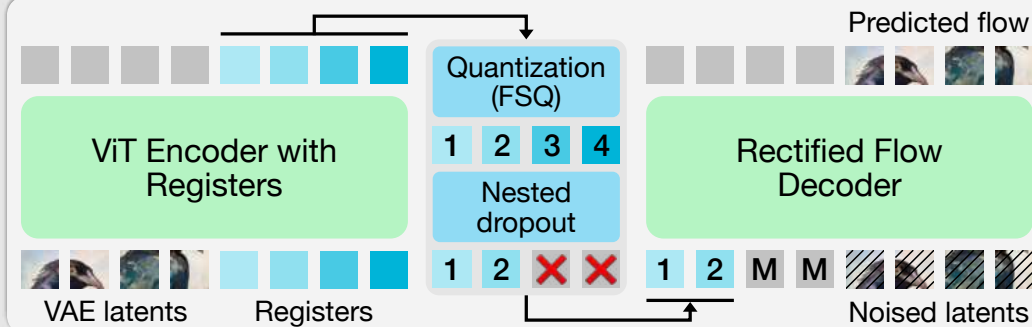 Predicted flow
Quantization
(FSQ)
ViT Encoder with
Registers
1 2 3 4
Rectified Flow
Decoder
Nested
dropout
1 2
1 2 M M
VAE latents
Registers
Noised latents